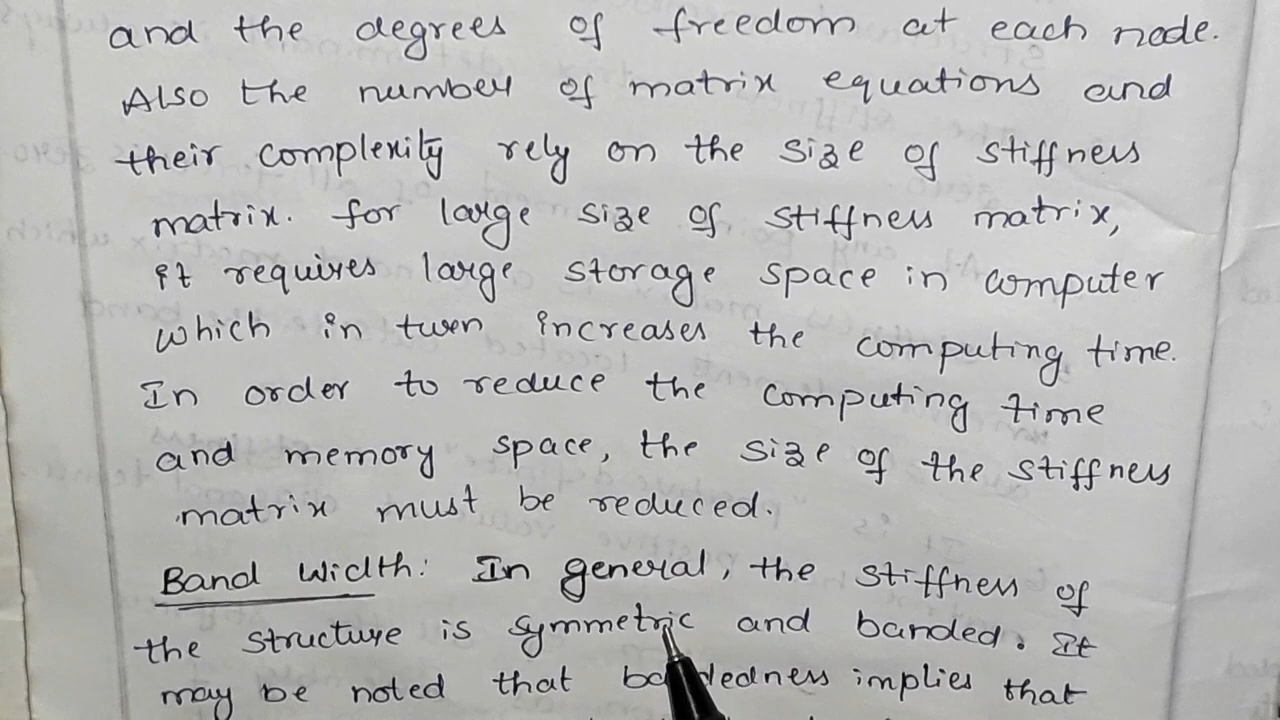 and the degrees of freedom at each node.
Also the number of matrix equations and
their complexity rely on the size of stiffness
matrix. for large size of stiffness matrix,
it requires large storage space in computer
which in turn increases the computing time.
In order to reduce the computing time
and memory space, the size of the stiffness
matrix must be reduced.
Band Width: In general, the stiffness of
the structure is symmetric and banded. It
may be noted that bandedness implies that